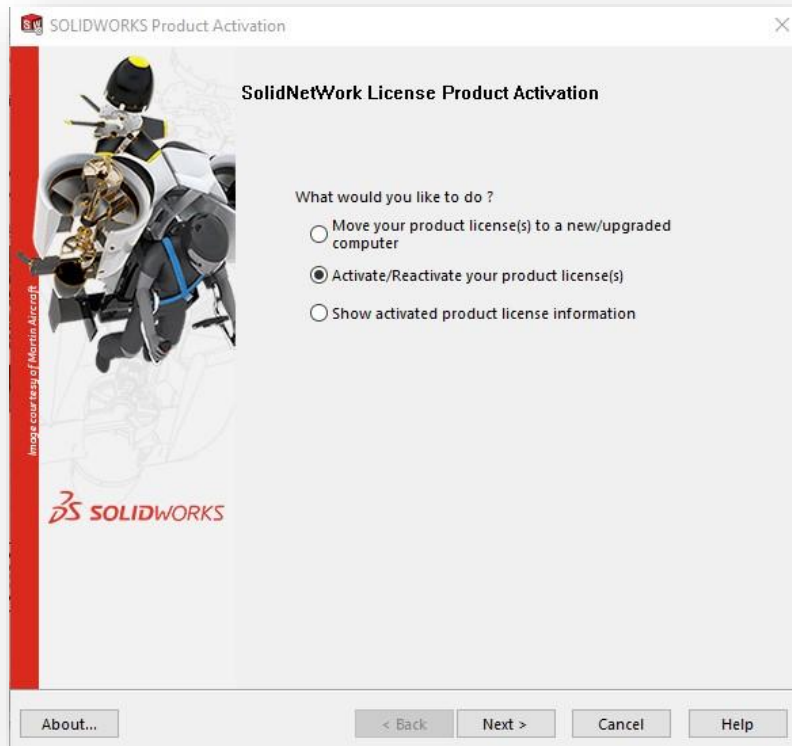 SOLIDWORKS Product Activation
SolidNetWork License Product Activation
What would you like to do ?
Move your product license(s) to a new/upgraded
computer
Activate/Reactivate your product license(s)
Show activated product license information
Image courtesy of Martin Aircraft
SOLIDWORKS
About...
< Back
Next >
Cancel
Help